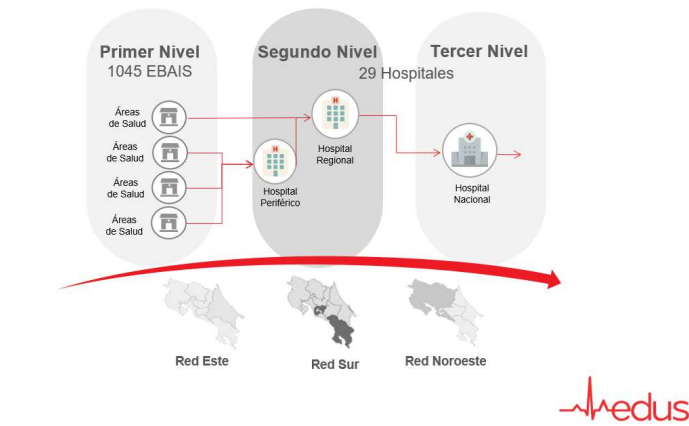 Primer Nivel
1045 EBAIS
Segundo Nivel
Tercer Nivel
29 Hospitales
Áreas
de Salud
Áreas
de Salud
Áreas
de Salud
Áreas
de Salud
H
Hospital
Periférico
H
Hospital
Regional
Hospital
Nacional
Red Este
Red Sur
Red Noroeste
edus